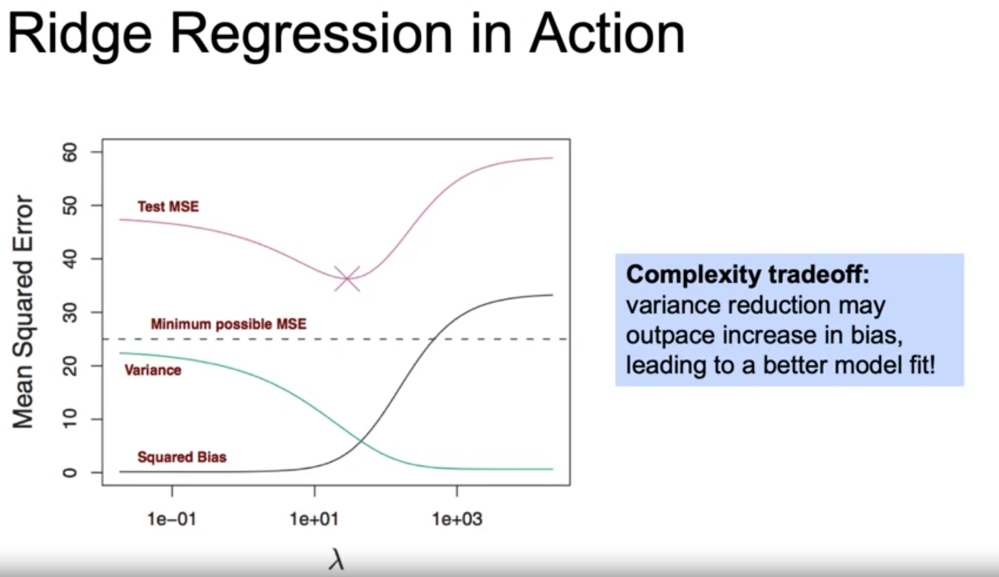 Ridge Regression in Action
Mean Squared Error
60
50
40
30
20
10
0
Test MSE
Minimum possible MSE
Variance
Squared Bias
1e−01
1e+01
1e+03
λ
Complexity tradeoff:
variance reduction may
outpace increase in bias,
leading to a better model fit!